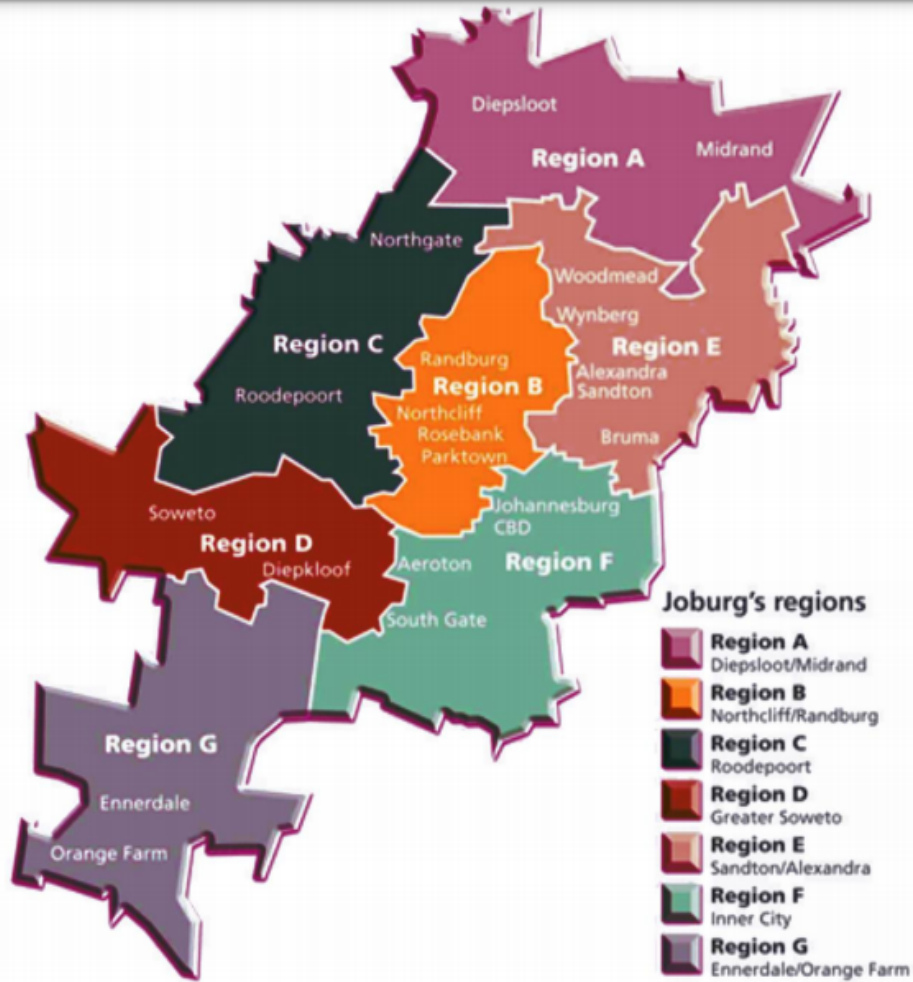 Diepsloot
Midrand
Region A
Northgate
Woodmead
Wynberg
Region C
Region E
Randburg
Alexandra
Region B
Sandton
Roodepoort
Northcliff
Rosebank
Bruma
Parktown
Johannesburg
CBD
Soweto
Region D
Diepkloof
Aeroton
Region F
South Gate
Region G
Ennerdale
Orange Farm
Joburg's regions
Region A
Diepsloot/Midrand
Region B
Northcliff/Randburg
Region C
Roodepoort
Region D
Greater Soweto
Region E
Sandton/Alexandra
Region F
Inner City
Region G
Ennerdale/Orange Farm